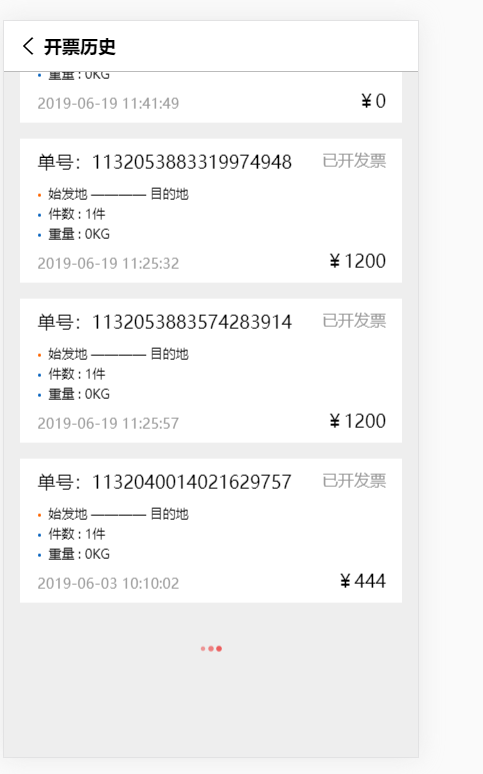 开票历史
重量 : 0KG
2019-06-19 11:41:49 ¥ 0
单号：1132053883319974948 已开发票
始发地 ———— 目的地
件数 : 1件
重量 : 0KG
2019-06-19 11:25:32 ¥ 1200
单号：1132053883574283914 已开发票
始发地 ———— 目的地
件数 : 1件
重量 : 0KG
2019-06-19 11:25:57 ¥ 1200
单号：1132040014021629757 已开发票
始发地 ———— 目的地
件数 : 1件
重量 : 0KG
2019-06-03 10:10:02 ¥ 444